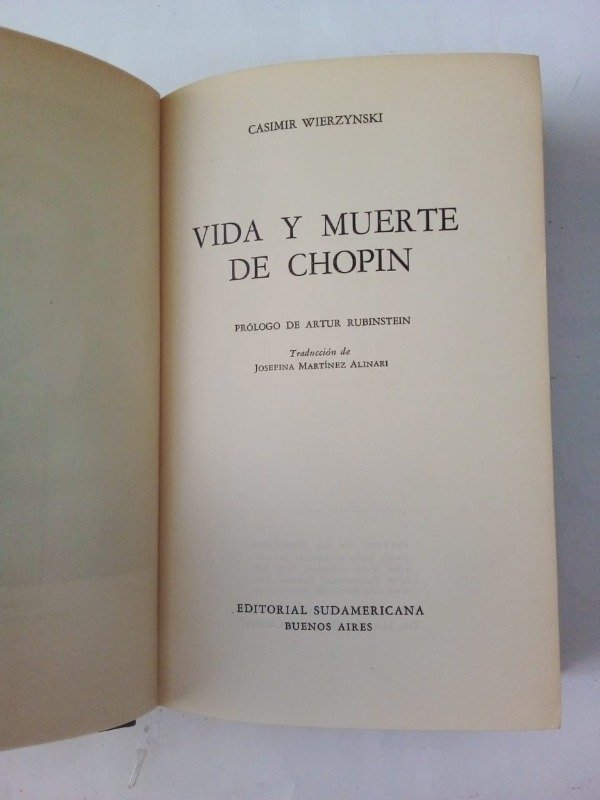 CASIMIR WIERZYNSKI
VIDA Y MUERTE
DE CHOPIN
PRÓLOGO DE ARTUR RUBINSTEIN
Traducción de
JOSEFINA MARTÍNEZ ALINARI
EDITORIAL SUDAMERICANA
BUENOS AIRES